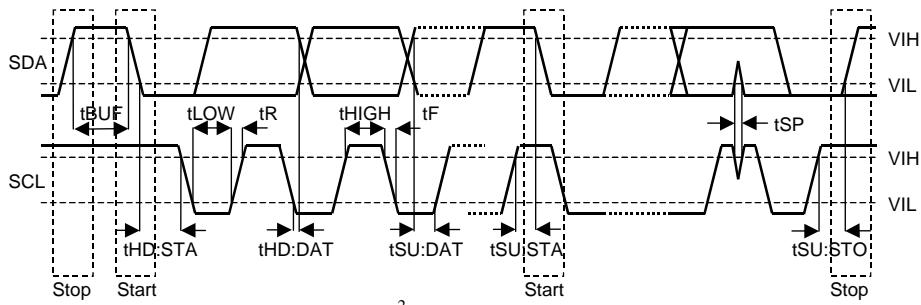 VIH
SDA
VIL
tBUF tLOW tR tHIGH tF
tSP
VIH
SCL
VIL
tHD:STA tHD:DAT tSU:DAT tSU:STA tSU:STO
Stop Start Start Stop
2